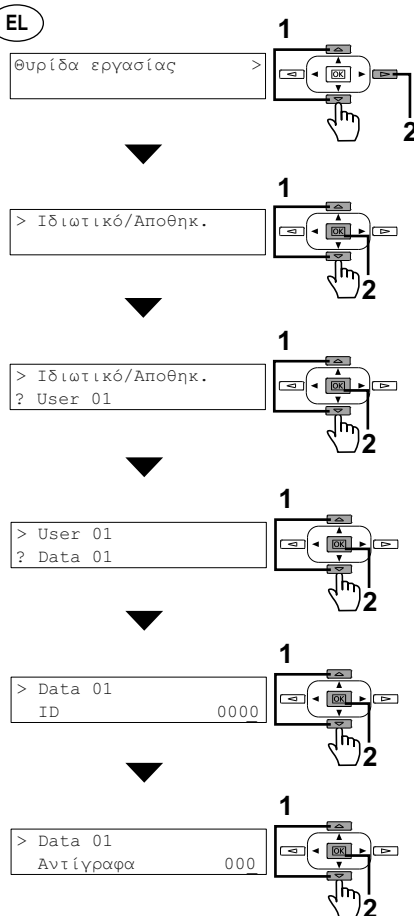 EL
1
Θυρίδα εργασίας >
OK
2
1
> Ιδιωτικό/Αποθηκ.
OK
2
1
> Ιδιωτικό/Αποθηκ.
? User 01
OK
2
1
> User 01
? Data 01
OK
2
1
> Data 01
ID 0000
OK
2
1
> Data 01
Αντίγραφα 000
OK
2